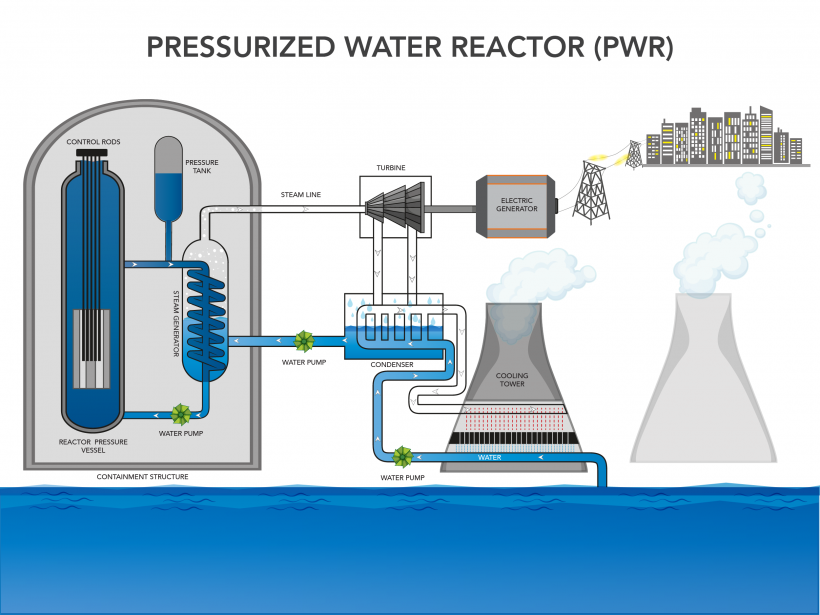 PRESSURIZED WATER REACTOR (PWR)
CONTROL RODS
PRESSURE
TANK
TURBINE
STEAM LINE
ELECTRIC
GENERATOR
STEAM GENERATOR
WATER PUMP
CONDENSER
COOLING
TOWER
WATER PUMP
REACTOR PRESSURE
VESSEL
WATER
CONTAINMENT STRUCTURE
WATER PUMP